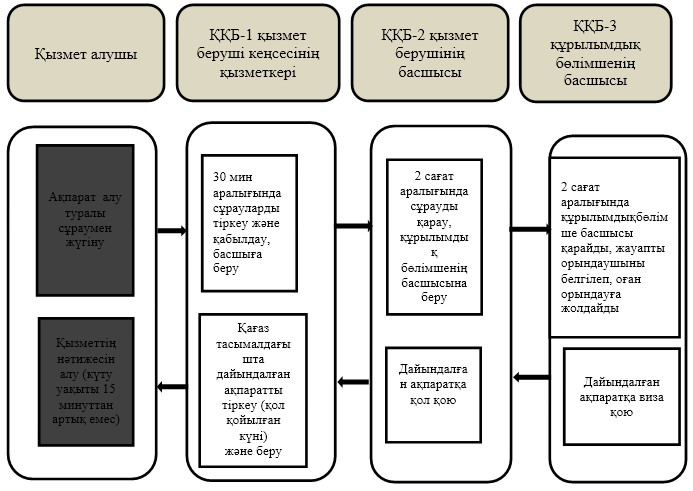 Қызмет алушы
ҚҚБ-1 қызмет
беруші кеңсесінің
қызметкері
ҚҚБ-2 қызмет
берушінің
басшысы
ҚҚБ-3
құрылымдық
бөлімшенің
басшысы
Ақпарат алу
туралы
сұраумен
жүгіну
30 мин
аралығында
сұрауларды
тіркеу және
қабылдау,
басшыға
беру
2 сағат
аралығында
сұрауды
қарау,
құрылымды
қ
бөлімшенің
басшысына
беру
2 сағат
аралығында
құрылымдықбөлім
ше басшысы
қарайды, жауапты
орындаушыны
белгілеп, оған
орындауға
жолдайды
Қызметтің
нәтижесін
алу (күту
уақыты 15
минуттан
артық емес)
Қағаз
тасымалдағы
шта
дайындалған
ақпаратты
тіркеу (қол
қойылған
күні)
және беру
Дайындалға
н ақпаратқа
қол қою
Дайындалған
ақпаратқа виза
қою